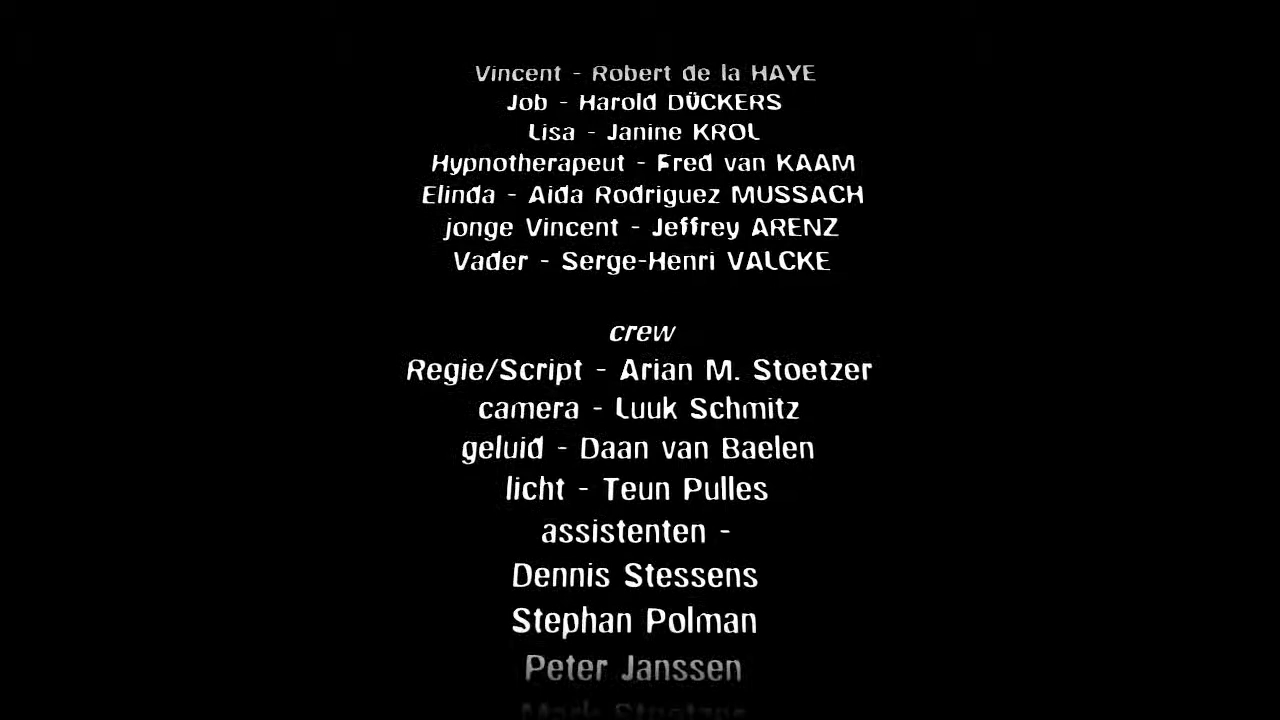 Vincent - Robert de la HAYE
Job - Harold DÜCKERS
Lisa - Janine KROL
Hypnotherapeut - Fred van KAAM
Elinda - Aida Rodriguez MUSSACH
jonge Vincent - Jeffrey ARENZ
Vader - Serge-Henri VALCKE
crew
Regie/Script - Arian M. Stoetzer
camera - Luuk Schmitz
geluid - Daan van Baelen
licht - Teun Pulles
assistenten -
Dennis Stessens
Stephan Polman
Peter Janssen